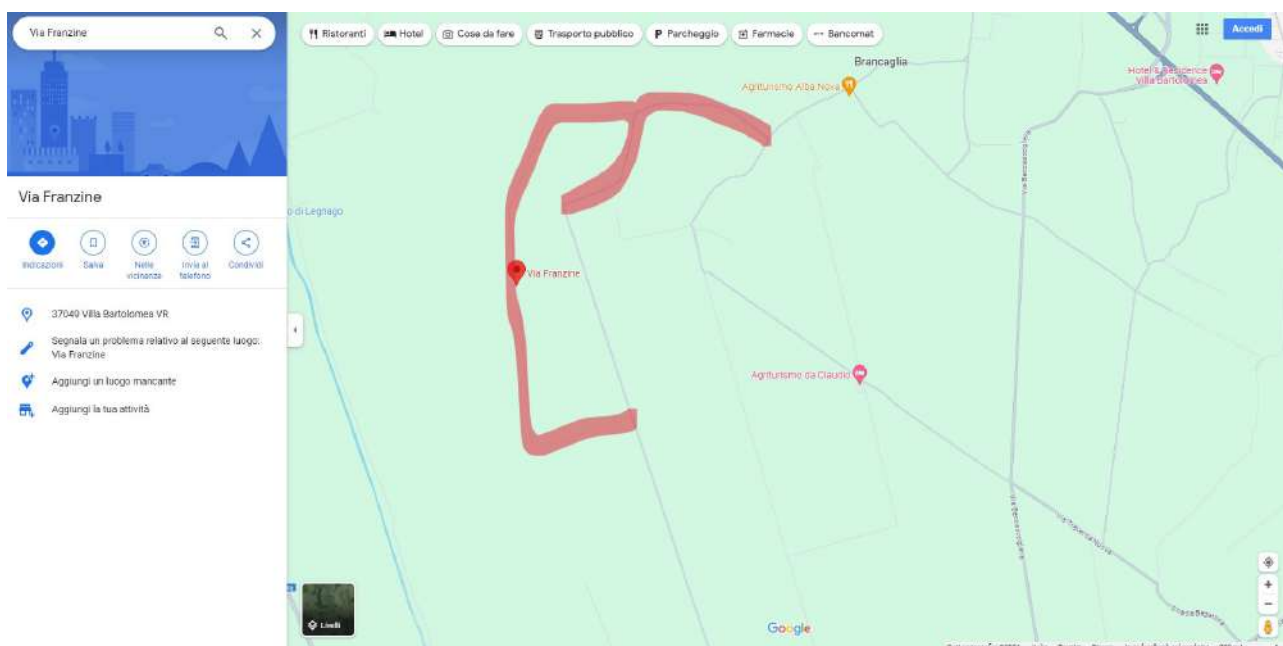 Via Franzine
Ristoranti
Hotel
Cose da fare
Trasporto pubblico
P Parcheggio
Farmacie
Bancomat
Accedi
Via Franzine
Indicazioni
Salva
Nelle vicinanze
Invia al telefono
Condividi
37049 Villa Bartolomea VR
Segnala un problema relativo al seguente luogo:
Via Franzine
Aggiungi un luogo mancante
Aggiungi la tua attività
Brancaglia
Agriturismo Alba Nova
Hotel & Residence
Villa Bartolomea
o di Legnago
Via Franzine
Agriturismo da Claudio
Livelli
Google